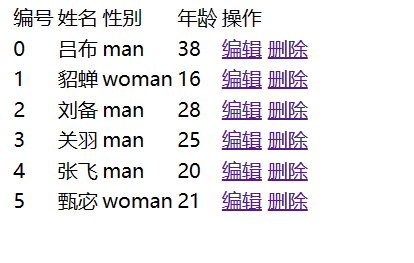 编号 姓名 性别 年龄 操作
0 吕布 man 38 编辑 删除
1 貂蝉 woman 16 编辑 删除
2 刘备 man 28 编辑 删除
3 关羽 man 25 编辑 删除
4 张飞 man 20 编辑 删除
5 甄宓 woman 21 编辑 删除